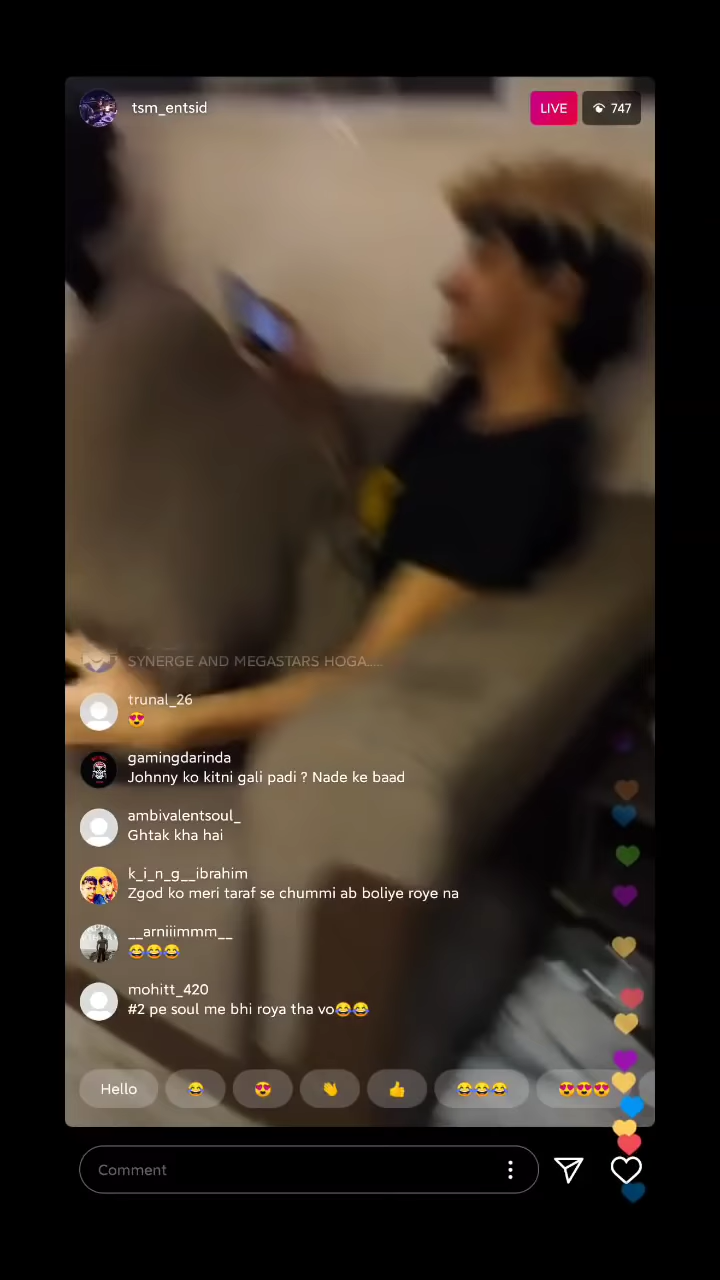 tsm_entsid
LIVE
747
SYNERGE AND MEGASTARS HOGA.....
trunal_26
😍
gamingdarinda
Johnny ko kitni gali padi ? Nade ke baad
ambivalentsoul_
Ghtak kha hai
k_i_n_g__ibrahim
Zgod ko meri taraf se chummi ab boliye roye na
__arniiimmm__
😂😂😂
mohitt_420
#2 pe soul me bhi roya tha vo😂😂
Hello 😂 😍 👏 👍 😂😂😂 😍😍😍
Comment